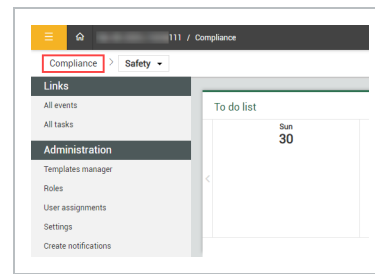 111 / Compliance
Compliance > Safety
Links
All events
All tasks
Administration
Templates manager
Roles
User assignments
Settings
Create notifications
To do list
Sun
30